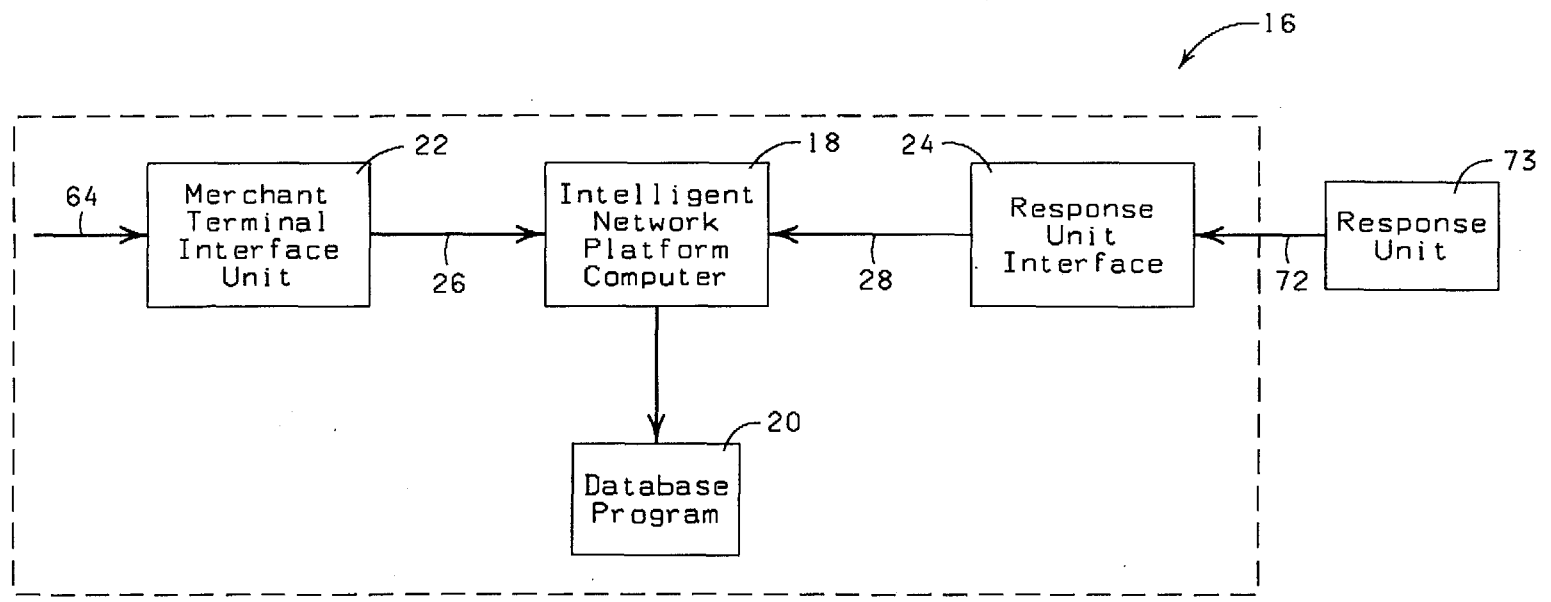 16
22
18
24
73
64
Merchant
Terminal
Interface
Unit
26
Intelligent
Network
Platform
Computer
28
Response
Unit
Interface
72
Response
Unit
20
Database
Program